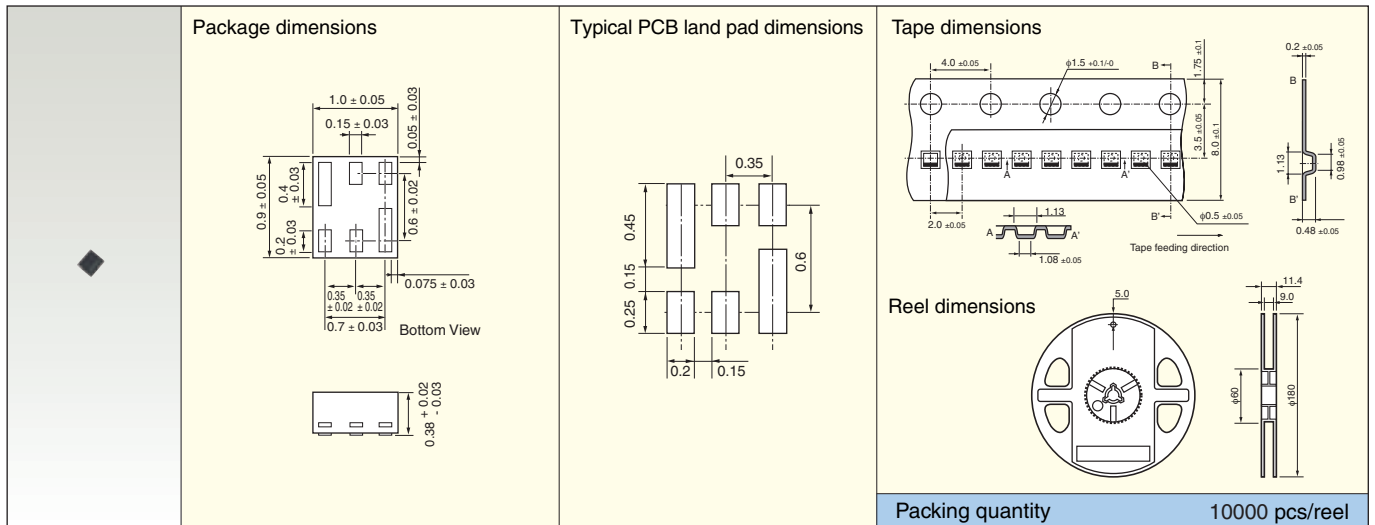 Package dimensions
1.0 ± 0.05
0.15 ± 0.03
0.05 ± 0.03
0.9 ± 0.05
0.4
± 0.03
0.2
± 0.03
0.6 ± 0.02
0.075 ± 0.03
0.35
± 0.02
0.35
± 0.02
0.7 ± 0.03
Bottom View
0.38 + 0.02
- 0.03
Typical PCB land pad dimensions
0.35
0.45
0.15
0.25
0.6
0.2
0.15
Tape dimensions
4.0 ±0.05
φ1.5 +0.1/-0
B
1.75 ±0.1
3.5 ±0.05
8.0 ±0.1
A
A'
2.0 ±0.05
1.13
B'
φ0.5 ±0.05
A
A'
1.08 ±0.05
Tape feeding direction
0.2 ±0.05
B
1.13
0.98 ±0.05
B'
0.48 ±0.05
Reel dimensions
5.0
11.4
9.0
φ60
φ180
Packing quantity 10000 pcs/reel